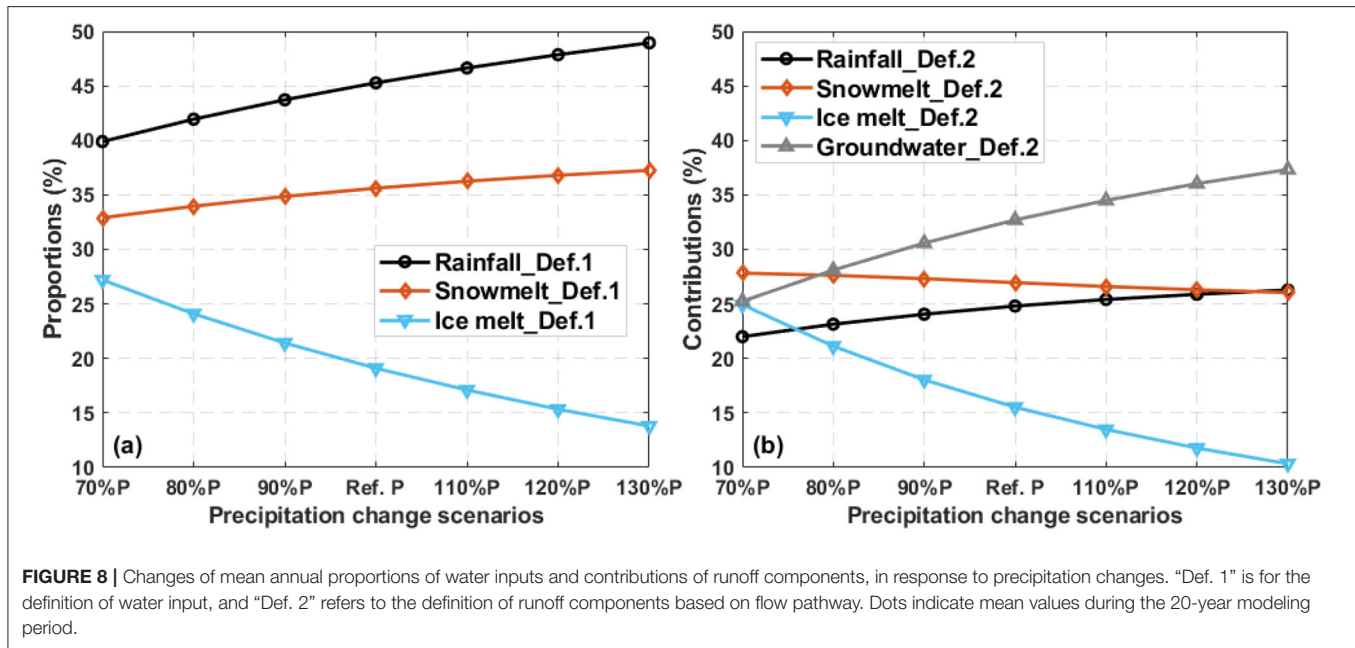 50
45
40
35
30
25
20
15
10
Proportions (%)
Rainfall_Def.1
Snowmelt_Def.1
Ice melt_Def.1
(a)
70%P 80%P 90%P Ref. P 110%P 120%P 130%P
Precipitation change scenarios
50
45
40
35
30
25
20
15
10
Contributions (%)
Rainfall_Def.2
Snowmelt_Def.2
Ice melt_Def.2
Groundwater_Def.2
(b)
70%P 80%P 90%P Ref. P 110%P 120%P 130%P
Precipitation change scenarios
FIGURE 8 | Changes of mean annual proportions of water inputs and contributions of runoff components, in response to precipitation changes. “Def. 1” is for the
definition of water input, and “Def. 2” refers to the definition of runoff components based on flow pathway. Dots indicate mean values during the 20-year modeling
period.